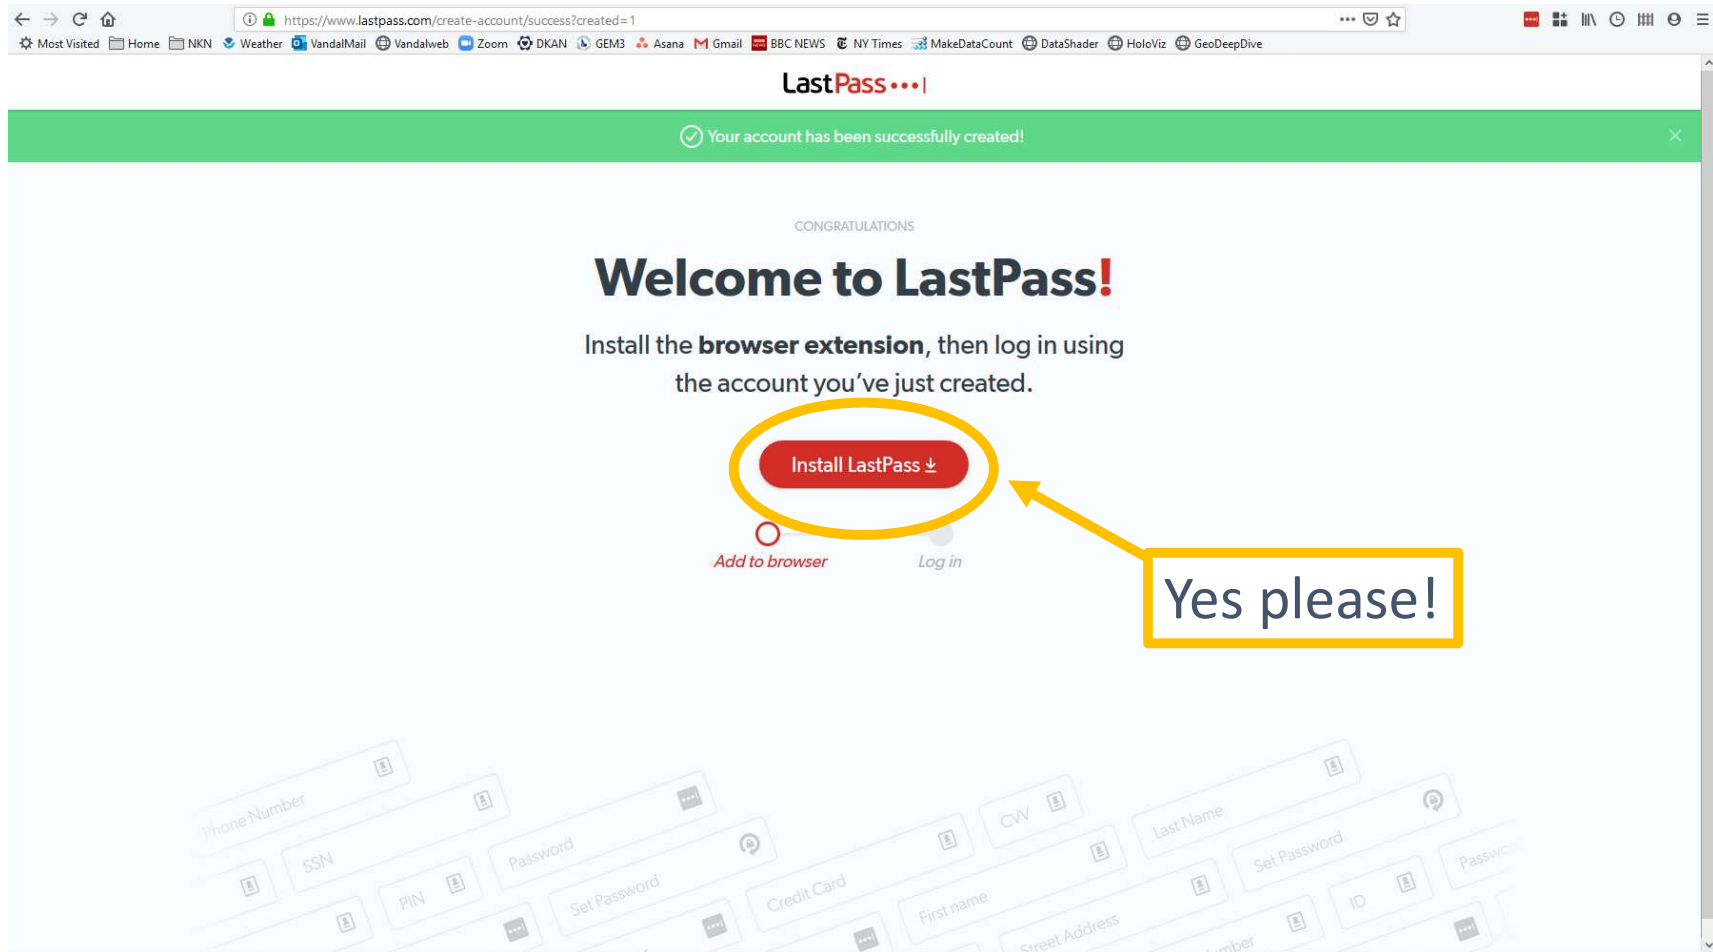 https://www.lastpass.com/create-account/success?created=1
Most Visited Home NKN Weather VandalMail Vandalweb Zoom DKAN GEM3 Asana Gmail BBC NEWS NY Times MakeDataCount DataShader HoloViz GeoDeepDive
LastPass
Your account has been successfully created!
CONGRATULATIONS
Welcome to LastPass!
Install the browser extension, then log in using
the account you've just created.
Install LastPass
Add to browser
Log in
Yes please!
Phone Number
SSN
Password
CVV
Last Name
PIN
Set Password
Credit Card
First name
Set Password
Street Address
ID